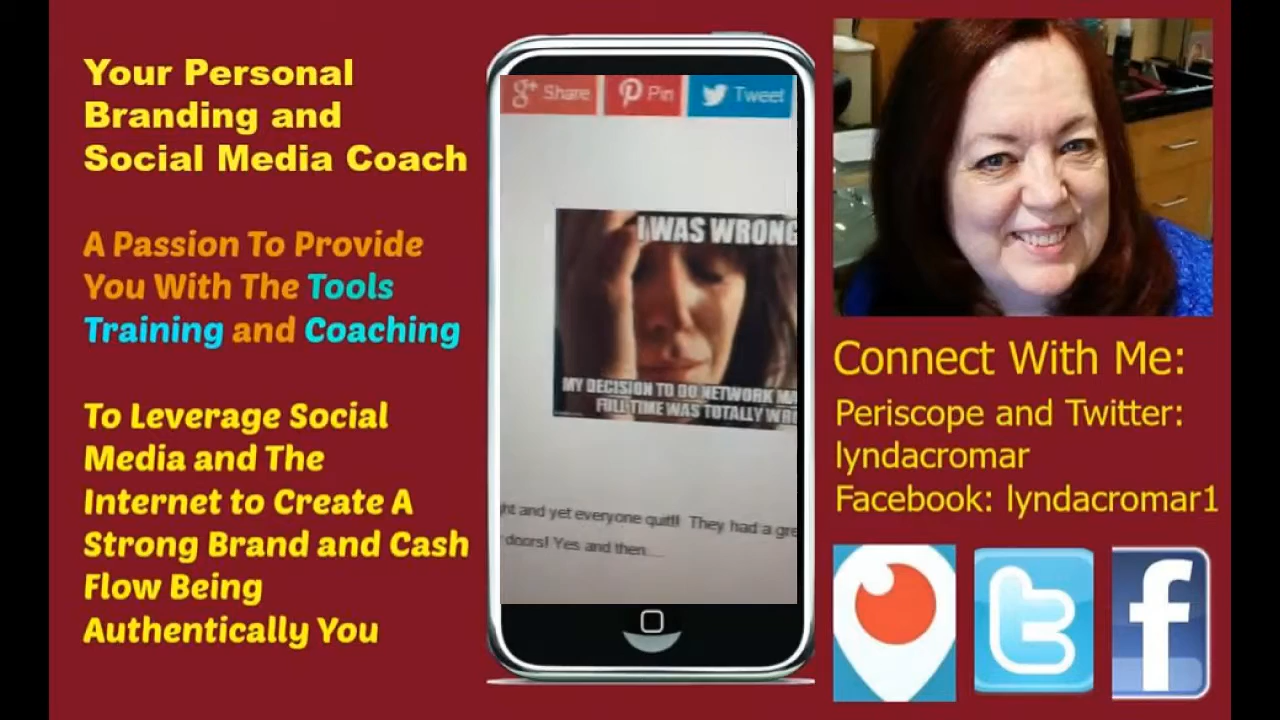 Your Personal
Branding and
Social Media Coach
A Passion To Provide
You With The Tools
Training and Coaching
To Leverage Social
Media and The
Internet to Create A
Strong Brand and Cash
Flow Being
Authentically You
g+ Share
Pin
Tweet
I WAS WRONG
MY DECISION TO GO NETWORK
FULL TIME WAS TOTALLY
and yet everyone quit!! They had a
doors! Yes and then....
Connect With Me:
Periscope and Twitter:
lyndacromar
Facebook: lyndacromar1